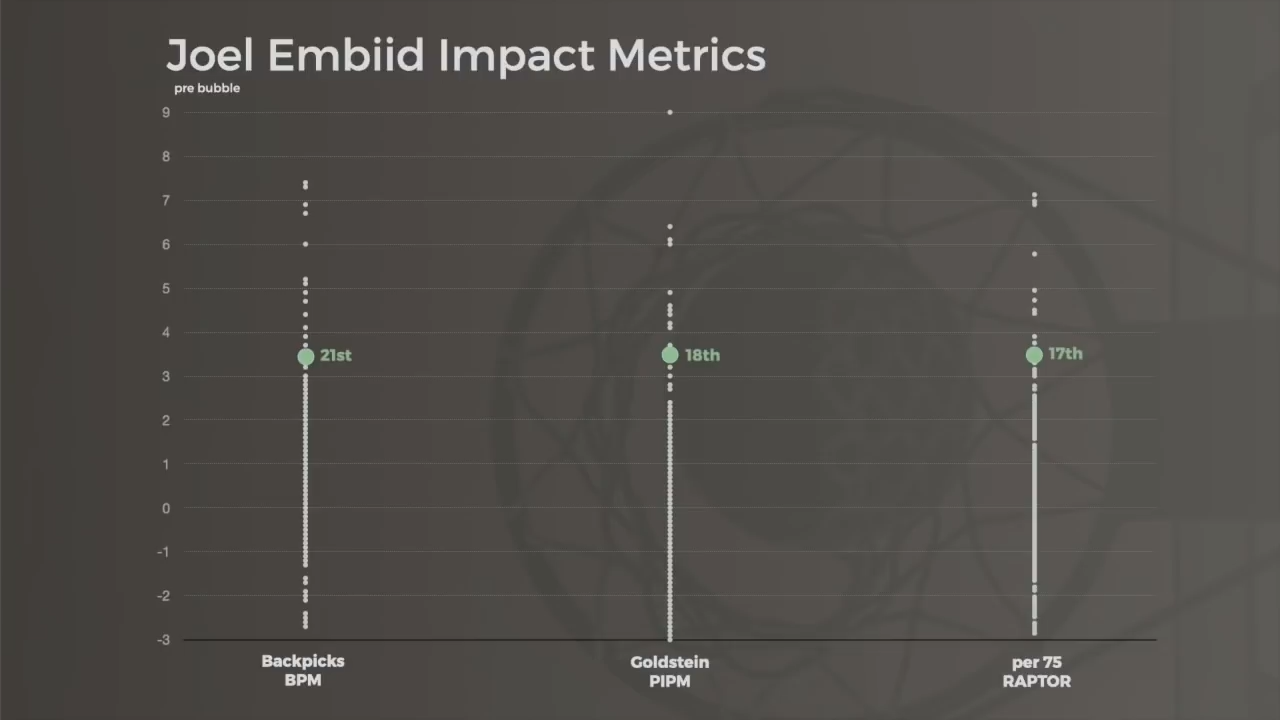 Joel Embiid Impact Metrics
pre bubble
9
8
7
6
5
4
3
2
1
0
-1
-2
-3
21st
18th
17th
Backpicks
BPM
Goldstein
PIPM
per 75
RAPTOR